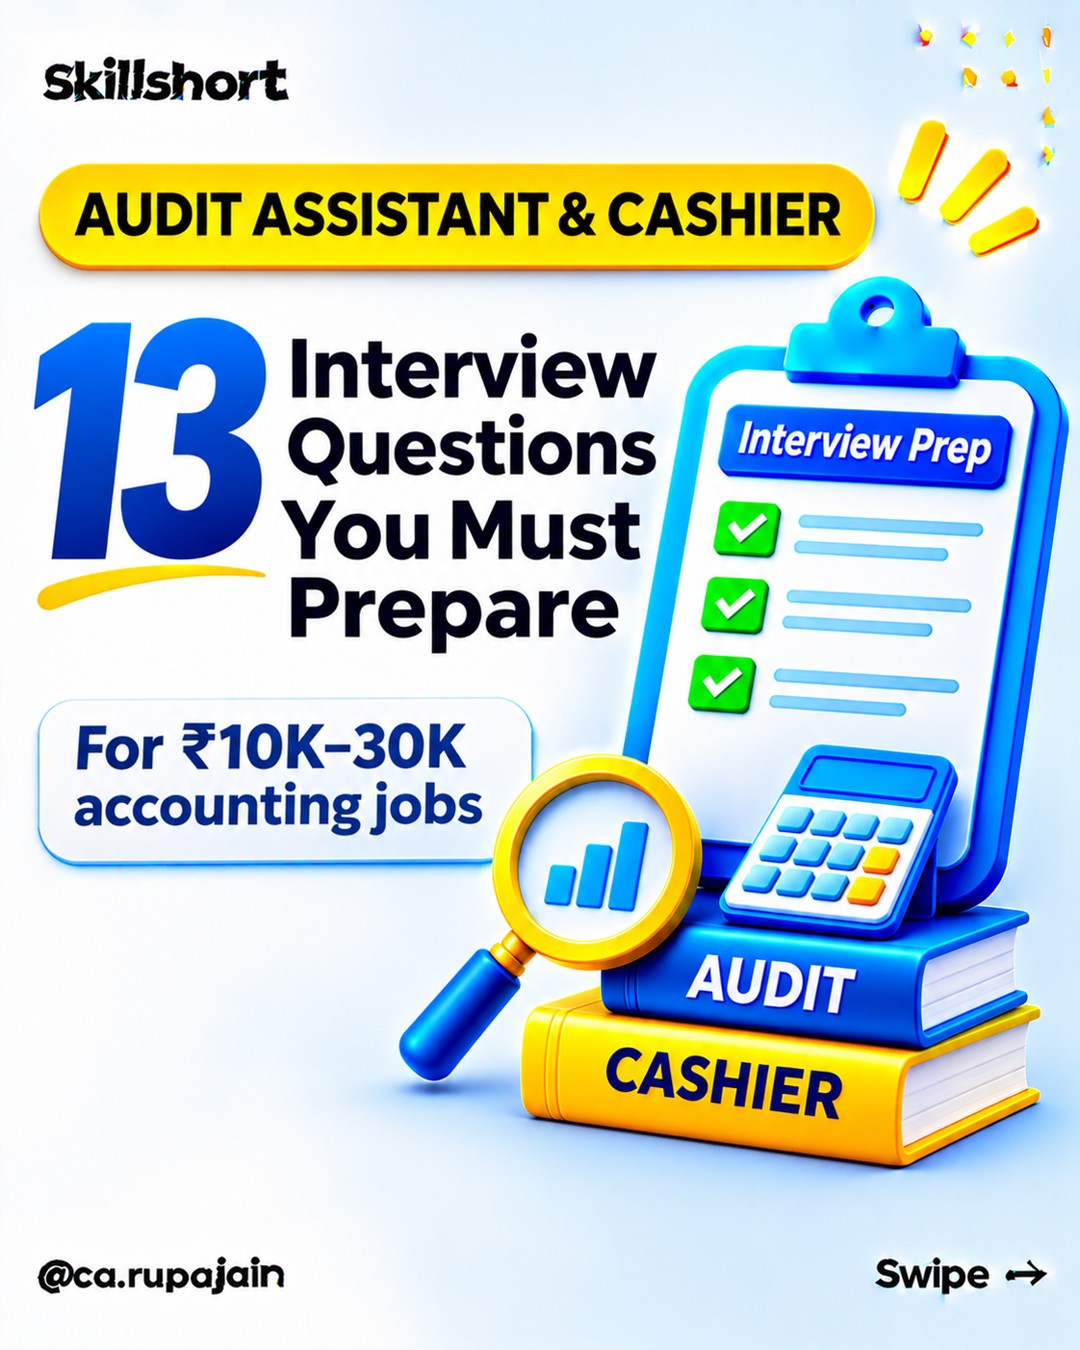 Skillshort
AUDIT ASSISTANT & CASHIER
13
Interview
Questions
You Must
Prepare
Interview Prep
For ₹10K–30K
accounting jobs
AUDIT
CASHIER
@ca.rupajain
Swipe →